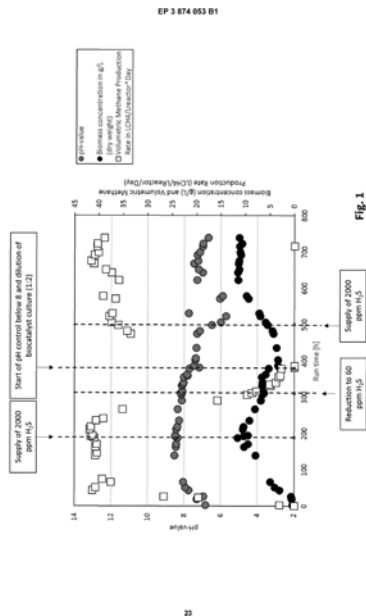 EP 3 874 053 B1
pH-value
Biomass concentration in g/L
(dry weight)
Volumetric Methane Production
Rate in LCH4/Lreactor*Day
Supply of 2000
ppm H₂S
Start of pH control below 8 and dilution of
biocatalyst culture (1:2)
14
12
10
8
6
4
2
pH-value
45
40
35
30
25
20
15
10
5
0
Biomass concentration (g/L) and Volumetric Methane
Production Rate (LCH4/L/Reactor/Day)
0
100
200
300
400
500
600
700
800
Run time [h]
Reduction to 60
ppm H₂S
Supply of 2000
ppm H₂S
Fig. 1
23